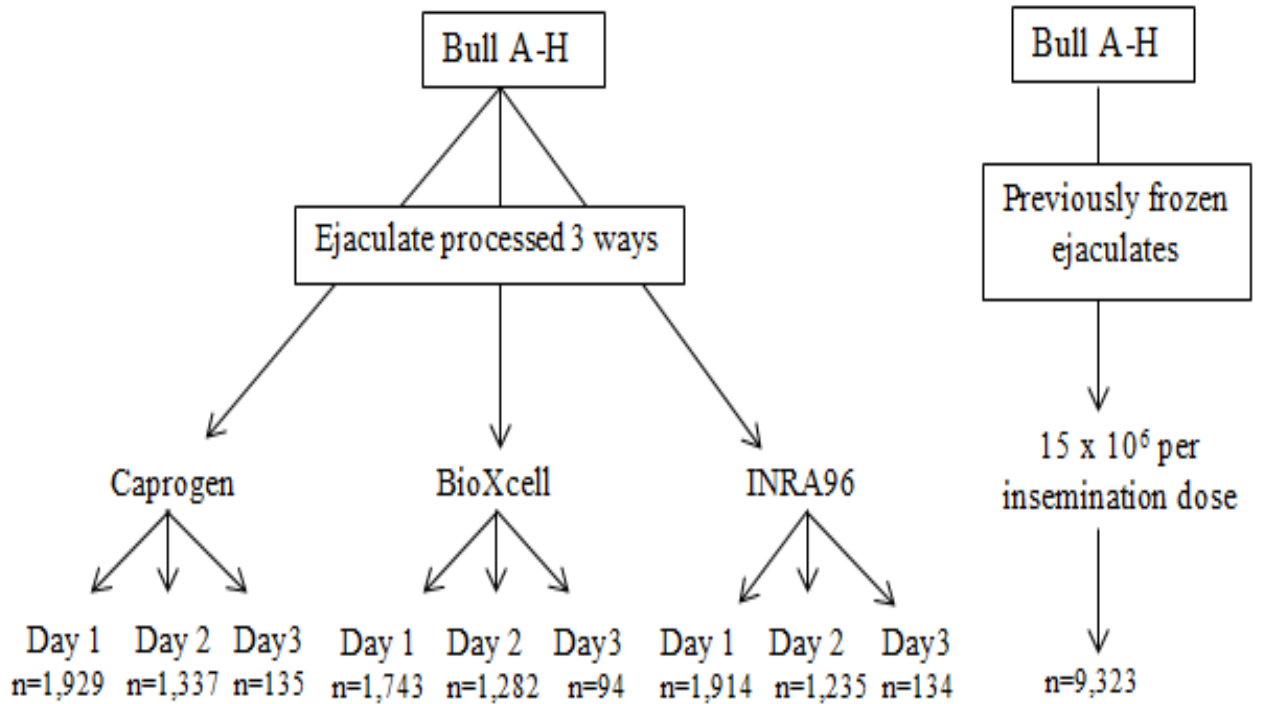 Bull A-H
Ejaculate processed 3 ways
Caprogen
BioXcell
INRA96
Day 1
n=1,929
Day 2
n=1,337
Day3
n=135
Day 1
n=1,743
Day 2
n=1,282
Day3
n=94
Day 1
n=1,914
Day 2
n=1,235
Day3
n=134
Bull A-H
Previously frozen
ejaculates
15 x 10⁶ per
insemination dose
n=9,323